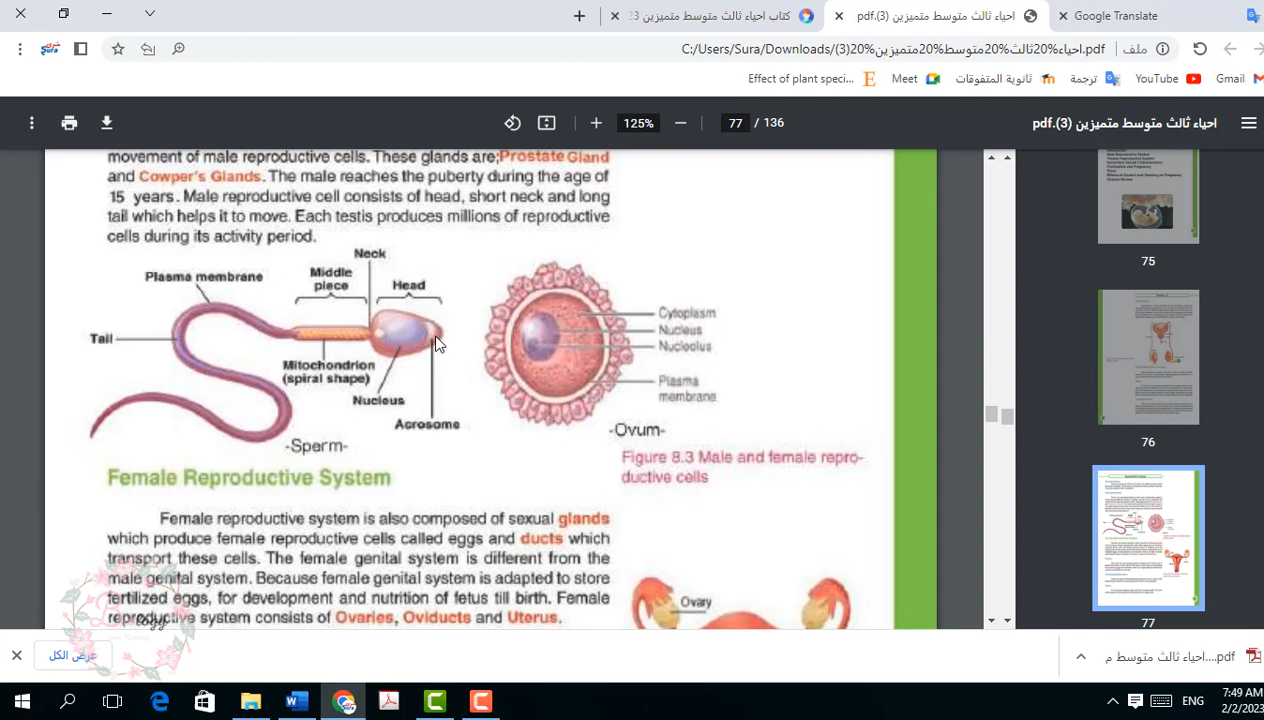 كتاب احياء ثالث متوسط متميزين 23
احياء ثالث متوسط متميزين (3).pdf
Google Translate
C:/Users/Sura/Downloads/احياء%20ثالث%20متوسط%20متميزين%20(3).pdf
ملف
Effect of plant speci...
Meet
ثانوية المتفوقات
ترجمة
YouTube
Gmail
125%
77 / 136
احياء ثالث متوسط متميزين (3).pdf
movement of male reproductive cells. These glands are;Prostate Gland
and Cowper's Glands. The male reaches the puberty during the age of
15 years. Male reproductive cell consists of head, short neck and long
tail which helps it to move. Each testis produces millions of reproductive
cells during its activity period.
Neck
Plasma membrane
Middle
piece
Head
Tail
Mitochondrion
(spiral shape)
Nucleus
Acrosome
-Sperm-
Cytoplasm
Nucleus
Nucleolus
Plasma
membrane
-Ovum-
Figure 8.3 Male and female repro-
ductive cells
Female Reproductive System
Female reproductive system is also composed of sexual glands
which produce female reproductive cells called eggs and ducts which
transport these cells. The female genital system is different from the
male genital system. Because female genital system is adapted to store
fertilized eggs, for development and nutrition of fetus till birth. Female
reproductive system consists of Ovaries, Oviducts and Uterus.
Ovary
75
76
77
عرض الكل
احياء ثالث متوسط م....pdf
ENG
7:49 AM
2/2/2023